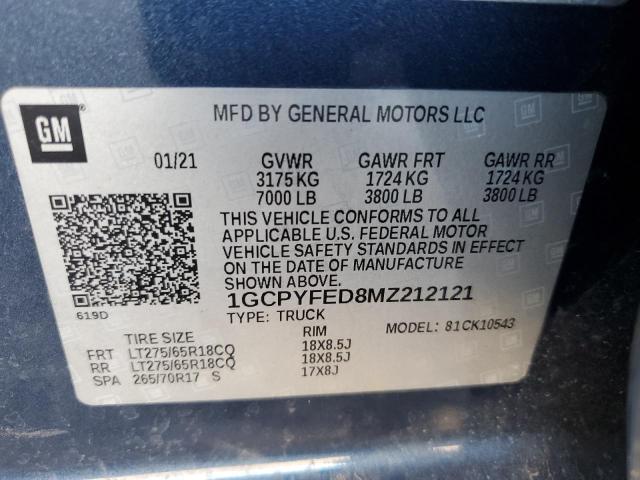 GM
MFD BY GENERAL MOTORS LLC
01/21 GVWR GAWR FRT GAWR RR
3175 KG 1724 KG 1724 KG
7000 LB 3800 LB 3800 LB
THIS VEHICLE CONFORMS TO ALL
APPLICABLE U.S. FEDERAL MOTOR
VEHICLE SAFETY STANDARDS IN EFFECT
ON THE DATE OF MANUFACTURE
SHOWN ABOVE.
1GCPYFED8MZ212121
619D
TYPE: TRUCK MODEL: 81CK10543
TIRE SIZE RIM
FRT LT275/65R18CQ 18X8.5J
RR LT275/65R18CQ 18X8.5J
SPA 265/70R17 S 17X8J